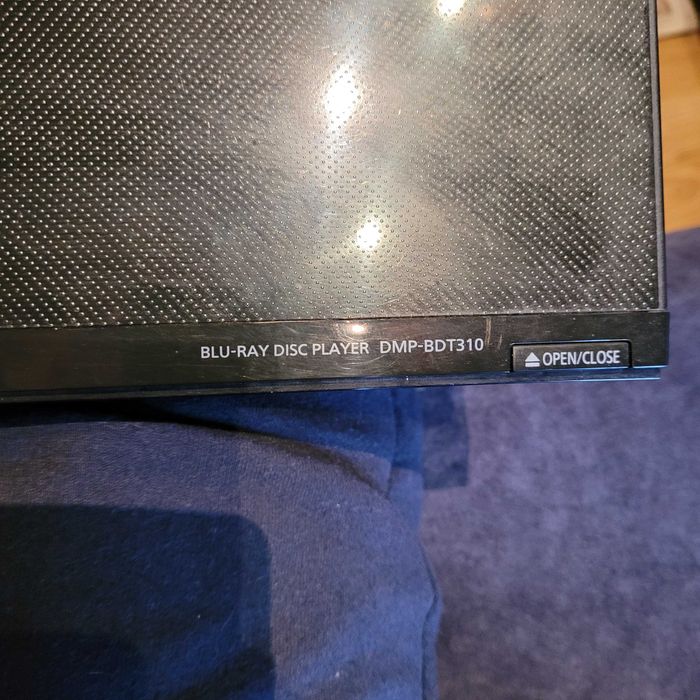 BLU-RAY DISC PLAYER DMP-BDT310
⏏ OPEN/CLOSE